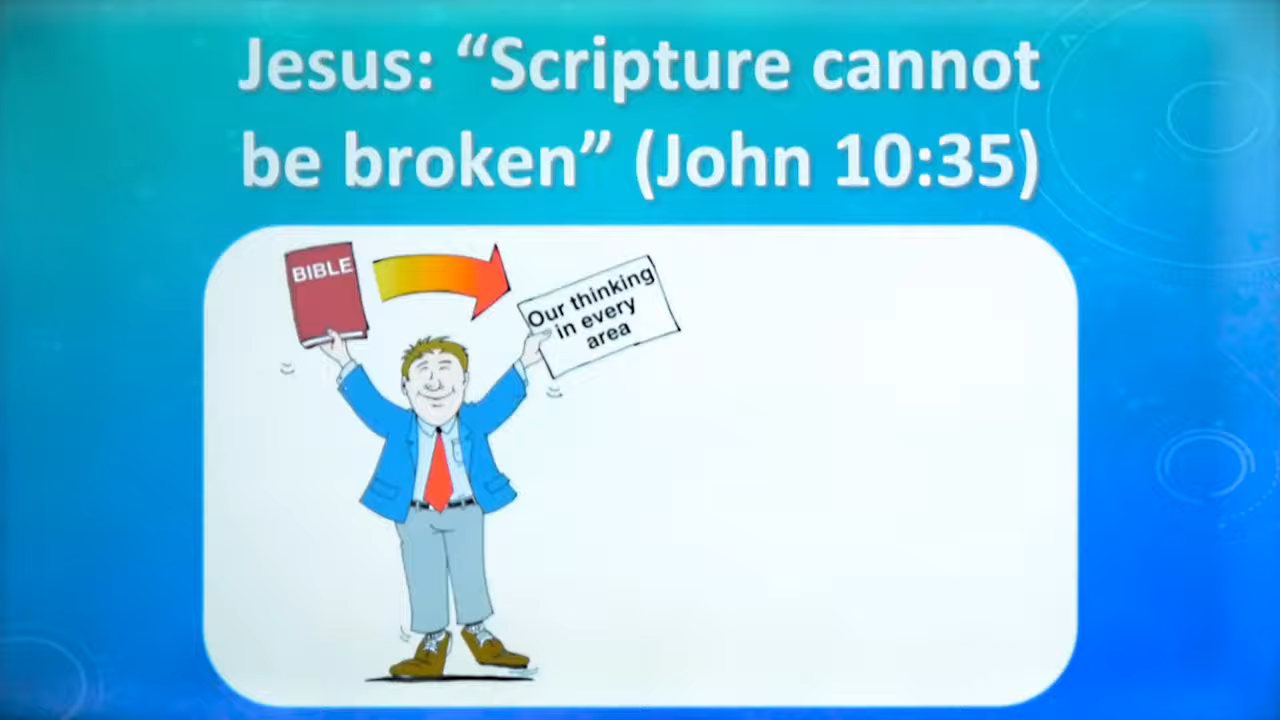 Jesus: “Scripture cannot
be broken” (John 10:35)
BIBLE
Our thinking
in every
area